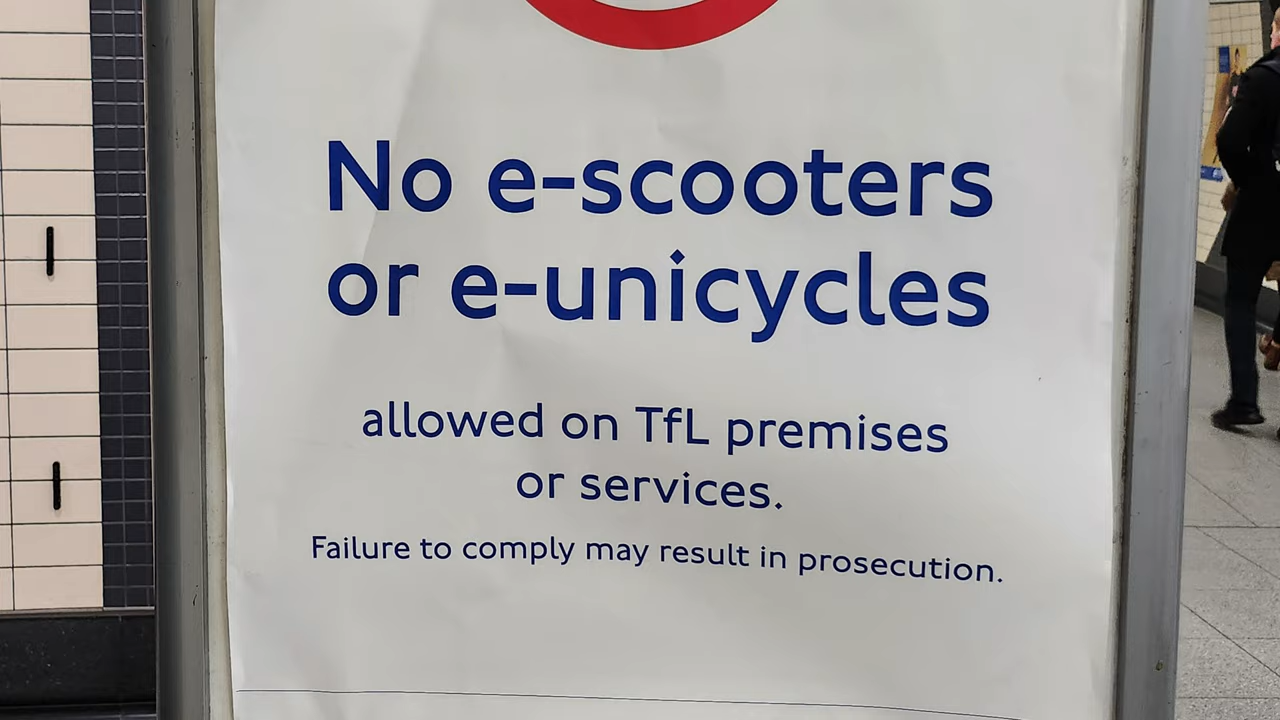 No e-scooters
or e-unicycles
allowed on TfL premises
or services.
Failure to comply may result in prosecution.